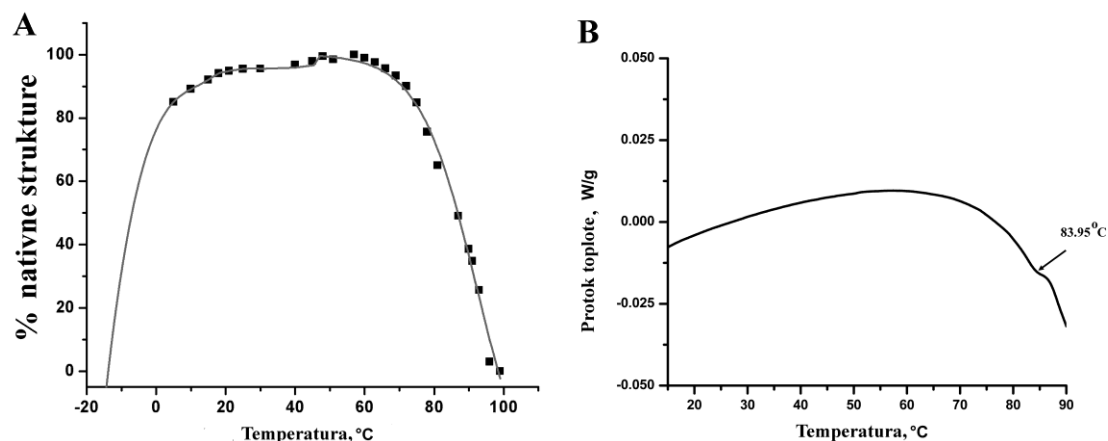 A
% nativne strukture
100
80
60
40
20
0
-20 0 20 40 60 80 100
Temperatura, °C
B
Protok toplote, W/g
0.050
0.025
0.000
-0.025
-0.050
83.95°C
20 30 40 50 60 70 80 90
Temperatura, °C